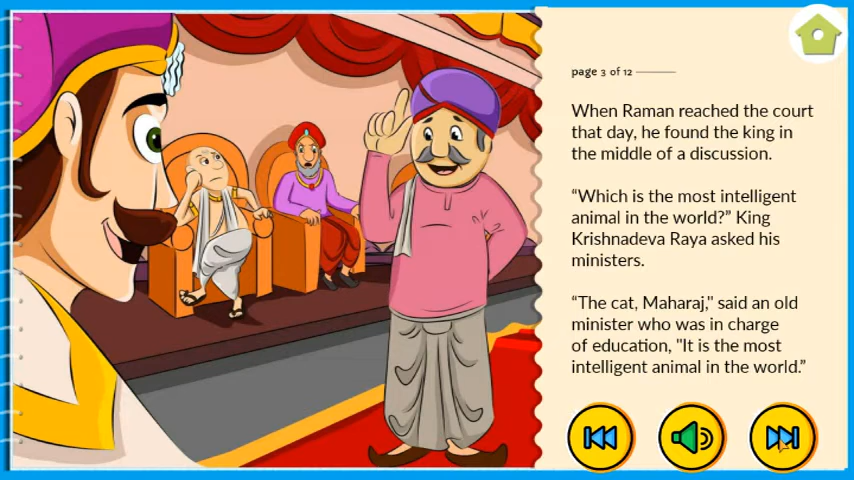 page 3 of 12
When Raman reached the court
that day, he found the king in
the middle of a discussion.
“Which is the most intelligent
animal in the world?” King
Krishnadeva Raya asked his
ministers.
“The cat, Maharaj," said an old
minister who was in charge
of education, "It is the most
intelligent animal in the world.”